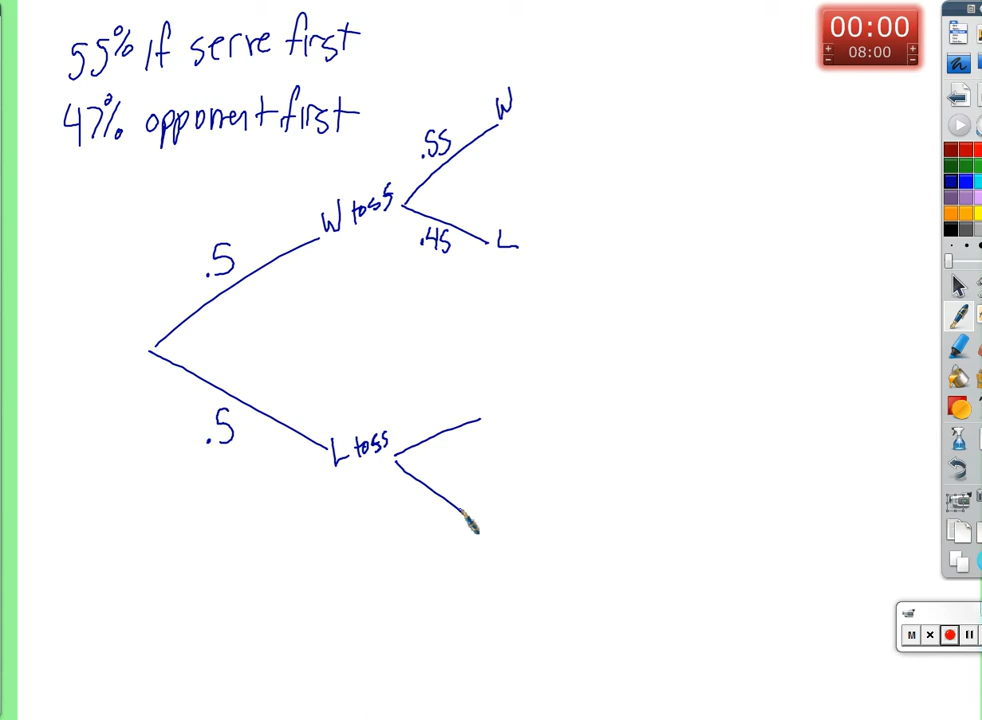 55% if serve first
47% opponent first
W
.55
W toss
.45 L
.5
.5
L toss
00:00
08:00
M